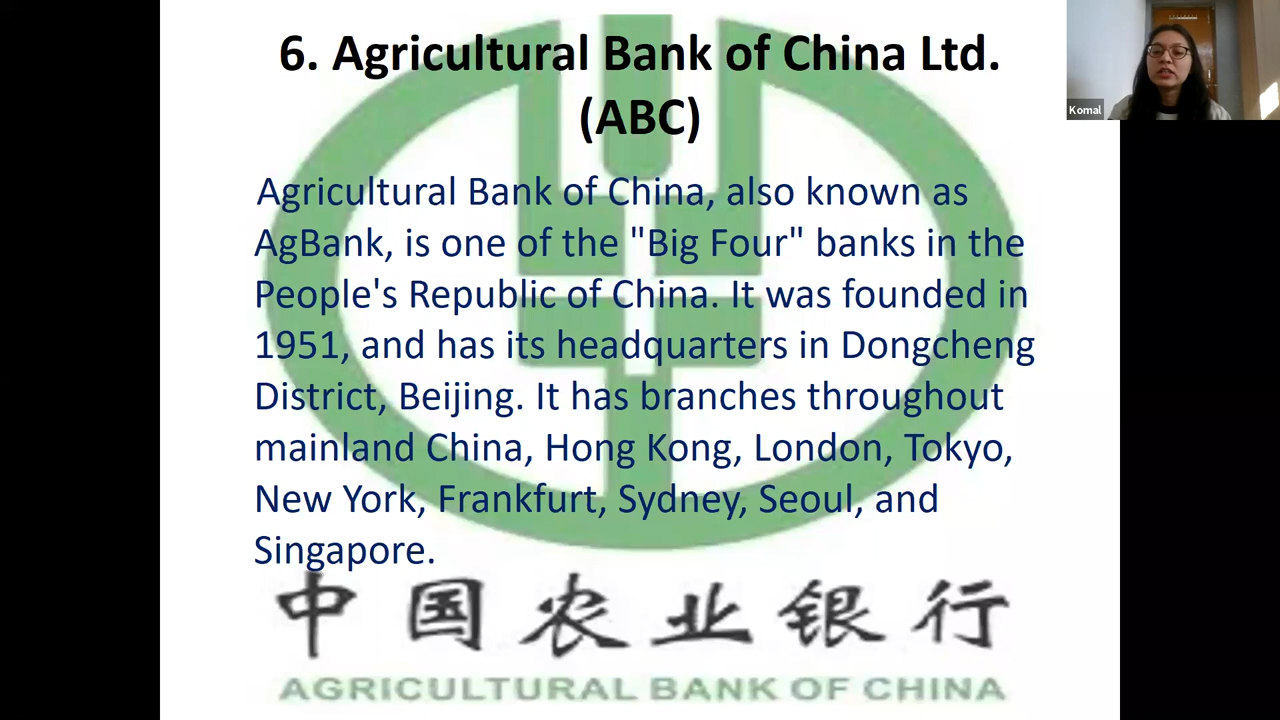 6. Agricultural Bank of China Ltd.
(ABC)
Komal
Agricultural Bank of China, also known as
AgBank, is one of the "Big Four" banks in the
People's Republic of China. It was founded in
1951, and has its headquarters in Dongcheng
District, Beijing. It has branches throughout
mainland China, Hong Kong, London, Tokyo,
New York, Frankfurt, Sydney, Seoul, and
Singapore.
中国农业银行
AGRICULTURAL BANK OF CHINA